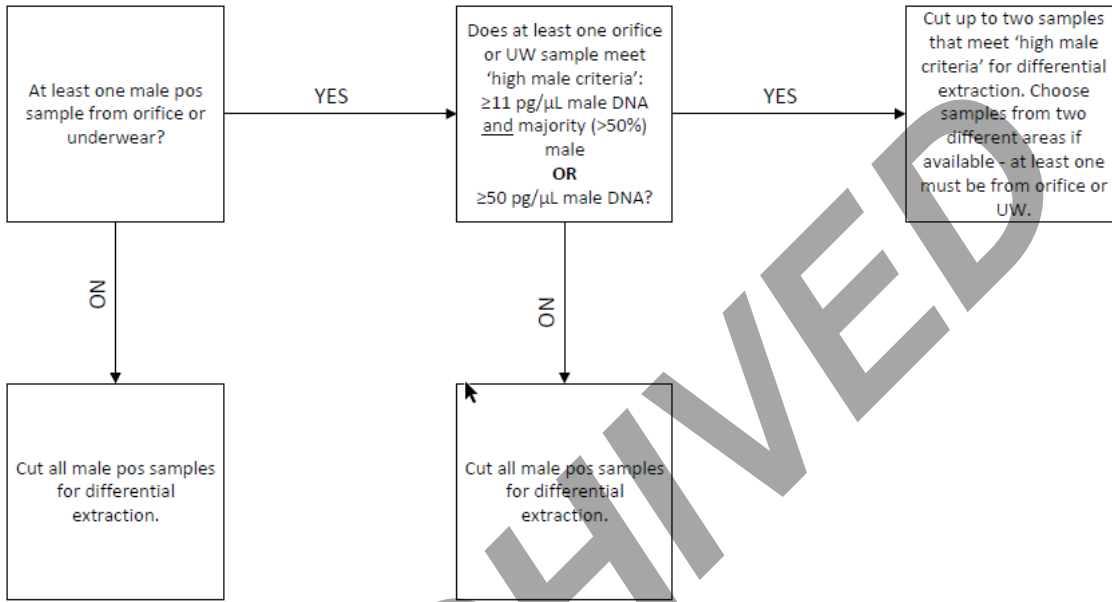 At least one male pos
sample from orifice or
underwear?
YES
Does at least one orifice
or UW sample meet
‘high male criteria’:
≥11 pg/µL male DNA
and majority (>50%)
male
OR
≥50 pg/µL male DNA?
YES
Cut up to two samples
that meet ‘high male
criteria’ for differential
extraction. Choose
samples from two
different areas if
available - at least one
must be from orifice or
UW.
NO
NO
Cut all male pos samples
for differential
extraction.
Cut all male pos samples
for differential
extraction.
HIVED